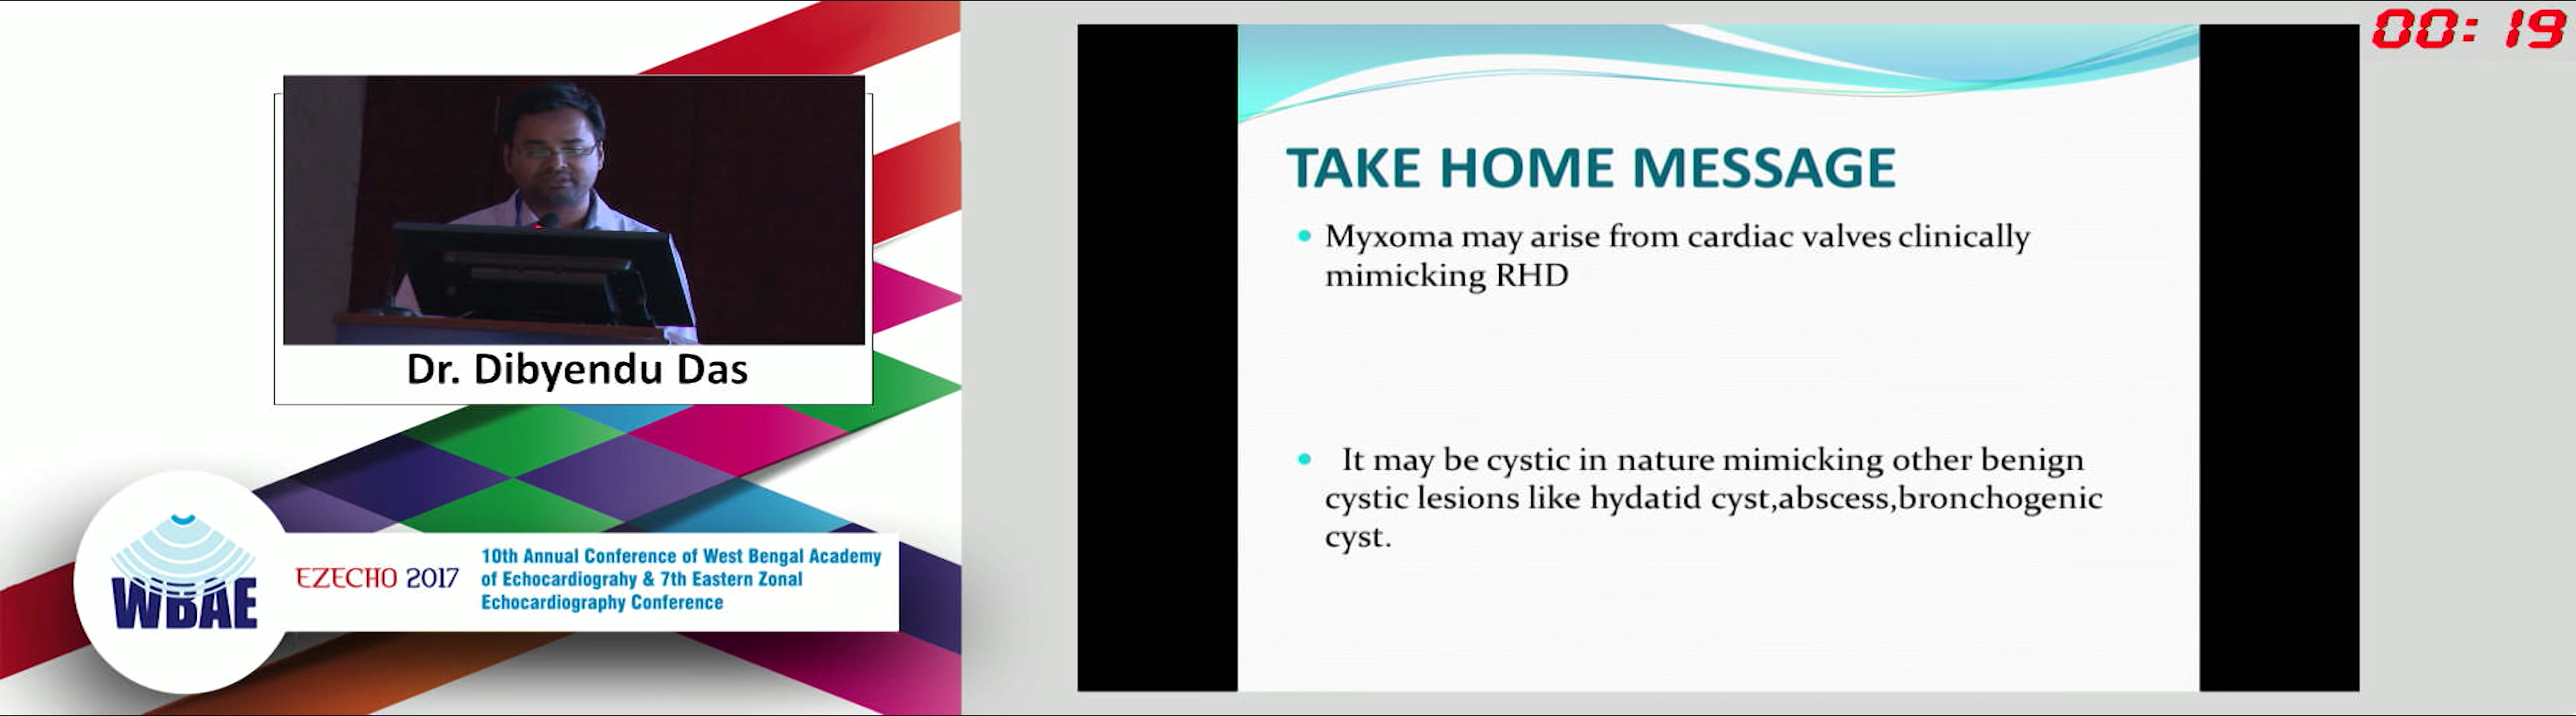 00: 19
TAKE HOME MESSAGE
Myxoma may arise from cardiac valves clinically
mimicking RHD
It may be cystic in nature mimicking other benign
cystic lesions like hydatid cyst,abscess,bronchogenic
cyst.
Dr. Dibyendu Das
WBAE
EZECHO 2017
10th Annual Conference of West Bengal Academy
of Echocardiograhy & 7th Eastern Zonal
Echocardiography Conference